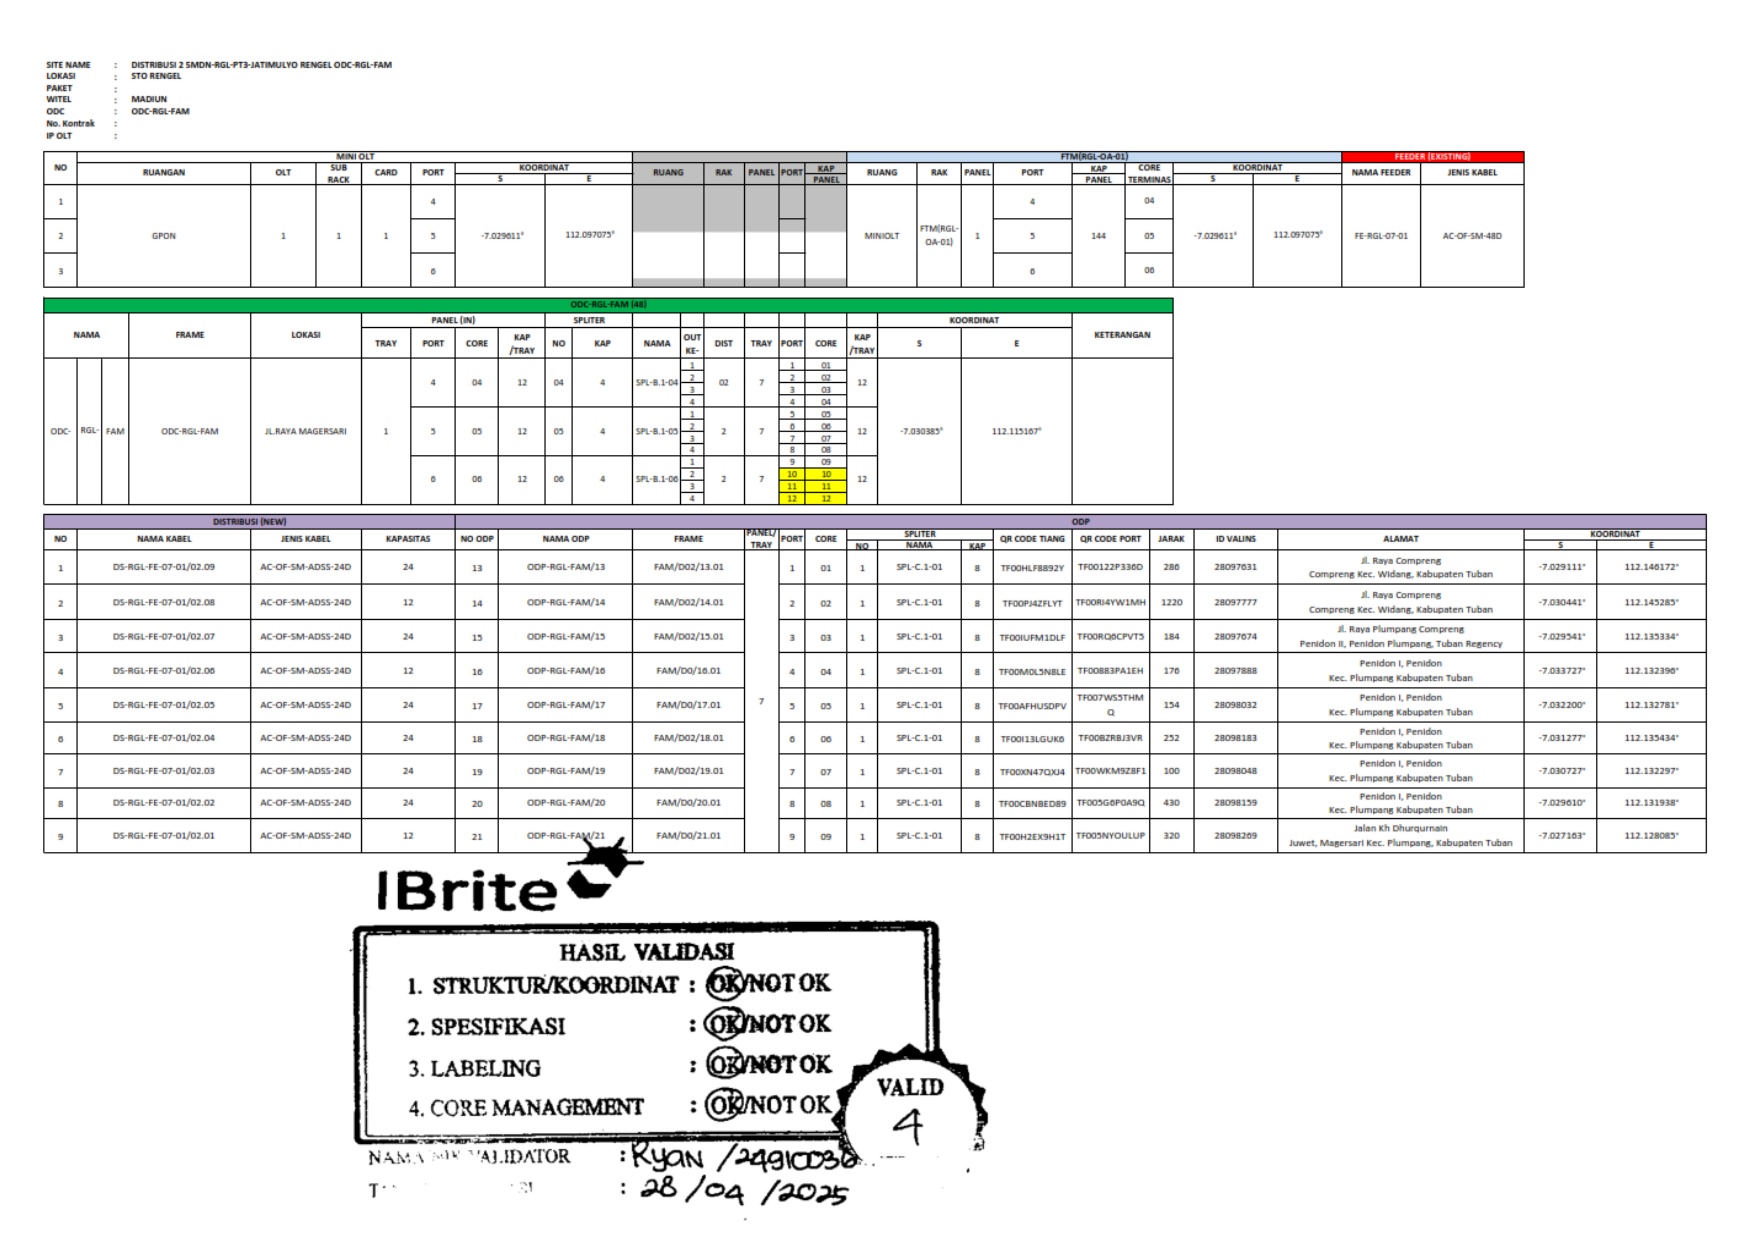 SITE NAME : DISTRIBUSI 2 SMDN-RGL-PT3-JATIMULYO RENGEL ODC-RGL-FAM
LOKASI : STO RENGEL
PAKET :
WITEL : MADIUN
ODC : ODC-RGL-FAM
No. Kontrak :
IP OLT :
NO MINI OLT FTM(RGL-OA-01) FEEDER (EXISTING)
RUANGAN OLT SUB RACK CARD PORT KOORDINAT S E RUANG RAK PANEL PORT KAP PANEL RUANG RAK PANEL PORT KAP PANEL CORE TERMINAS KOORDINAT S E NAMA FEEDER JENIS KABEL
1 4 4 04
2 GPON 1 1 1 5 -7.029611° 112.097075° MINIOLT FTM(RGL-OA-01) 1 5 144 05 -7.029611° 112.097075° FE-RGL-07-01 AC-OF-SM-48D
3 6 6 06
ODC-RGL-FAM (48)
NAMA FRAME LOKASI PANEL (IN) SPLITER KOORDINAT KETERANGAN
TRAY PORT CORE KAP /TRAY NO KAP NAMA OUT KE- DIST TRAY PORT CORE KAP /TRAY S E
4 04 12 04 4 SPL-B.1-04 02 7 12
1 1 01
2 2 02
3 3 03
4 4 04
ODC- RGL- FAM ODC-RGL-FAM JL.RAYA MAGERSARI 1 5 05 12 05 4 SPL-B.1-05 2 7 12 -7.030385° 112.115167°
1 5 05
2 6 06
3 7 07
4 8 08
6 06 12 06 4 SPL-B.1-06 2 7 12
1 9 09
2 10 10
3 11 11
4 12 12
DISTRIBUSI (NEW) ODP
NO NAMA KABEL JENIS KABEL KAPASITAS NO ODP NAMA ODP FRAME PANEL/ TRAY PORT CORE SPLITER NO NAMA KAP QR CODE TIANG QR CODE PORT JARAK ID VALINS ALAMAT KOORDINAT S E
1 DS-RGL-FE-07-01/02.09 AC-OF-SM-ADSS-24D 24 13 ODP-RGL-FAM/13 FAM/D02/13.01 1 01 1 SPL-C.1-01 8 TF00HLF8892Y TF00122P336D 286 28097631 Jl. Raya Compreng Compreng Kec. Widang, Kabupaten Tuban -7.029111° 112.146172°
2 DS-RGL-FE-07-01/02.08 AC-OF-SM-ADSS-24D 12 14 ODP-RGL-FAM/14 FAM/D02/14.01 2 02 1 SPL-C.1-01 8 TF00PJ4ZFLYT TF00RI4YW1MH 1220 28097777 Jl. Raya Compreng Compreng Kec. Widang, Kabupaten Tuban -7.030441° 112.145285°
3 DS-RGL-FE-07-01/02.07 AC-OF-SM-ADSS-24D 24 15 ODP-RGL-FAM/15 FAM/D02/15.01 3 03 1 SPL-C.1-01 8 TF00IUFM1DLF TF00RQ6CPVT5 184 28097674 Jl. Raya Plumpang Compreng Penidon II, Penidon Plumpang, Tuban Regency -7.029541° 112.135334°
4 DS-RGL-FE-07-01/02.06 AC-OF-SM-ADSS-24D 12 16 ODP-RGL-FAM/16 FAM/D0/16.01 4 04 1 SPL-C.1-01 8 TF00M0L5N8LE TF00883PA1EH 176 28097888 Penidon I, Penidon Kec. Plumpang Kabupaten Tuban -7.033727° 112.132396°
5 DS-RGL-FE-07-01/02.05 AC-OF-SM-ADSS-24D 24 17 ODP-RGL-FAM/17 FAM/D0/17.01 7 5 05 1 SPL-C.1-01 8 TF00AFHUSDPV TF007WS5THMQ 154 28098032 Penidon I, Penidon Kec. Plumpang Kabupaten Tuban -7.032200° 112.132781°
6 DS-RGL-FE-07-01/02.04 AC-OF-SM-ADSS-24D 24 18 ODP-RGL-FAM/18 FAM/D02/18.01 6 06 1 SPL-C.1-01 8 TF00I13LGUK6 TF00BZRBJ3VR 252 28098183 Penidon I, Penidon Kec. Plumpang Kabupaten Tuban -7.031277° 112.135434°
7 DS-RGL-FE-07-01/02.03 AC-OF-SM-ADSS-24D 24 19 ODP-RGL-FAM/19 FAM/D02/19.01 7 07 1 SPL-C.1-01 8 TF00XN47QXJ4 TF00WKM9Z8F1 100 28098048 Penidon I, Penidon Kec. Plumpang Kabupaten Tuban -7.030727° 112.132297°
8 DS-RGL-FE-07-01/02.02 AC-OF-SM-ADSS-24D 24 20 ODP-RGL-FAM/20 FAM/D0/20.01 8 08 1 SPL-C.1-01 8 TF00CBNBED89 TF005G6P0A9Q 430 28098159 Penidon I, Penidon Kec. Plumpang Kabupaten Tuban -7.029610° 112.131938°
9 DS-RGL-FE-07-01/02.01 AC-OF-SM-ADSS-24D 12 21 ODP-RGL-FAM/21 FAM/D0/21.01 9 09 1 SPL-C.1-01 8 TF00H2EX9H1T TF005NYOULUP 320 28098269 Jalan Kh Dhurqurnain Juwet, Magersari Kec. Plumpang, Kabupaten Tuban -7.027163° 112.128085°
IBrite
HASIL VALIDASI
1. STRUKTUR/KOORDINAT : OK/NOT OK
2. SPESIFIKASI : OK/NOT OK
3. LABELING : OK/NOT OK
4. CORE MANAGEMENT : OK/NOT OK
VALID
4
NAMA VALIDATOR : Ryan /
: 28/04/2025